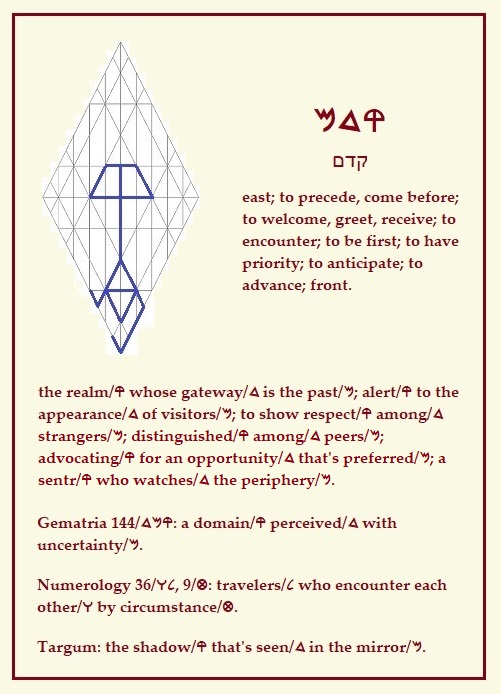 𐤒𐤃𐤌
קדם
east; to precede, come before;
to welcome, greet, receive; to
encounter; to be first; to have
priority; to anticipate; to
advance; front.
the realm/𐤒 whose gateway/𐤃 is the past/𐤌; alert/𐤒 to the
appearance/𐤃 of visitors/𐤌; to show respect/𐤒 among/𐤃
strangers/𐤌; distinguished/𐤒 among/𐤃 peers/𐤌;
advocating/𐤒 for an opportunity/𐤃 that's preferred/𐤌; a
sentr/𐤒 who watches/𐤃 the periphery/𐤌.
Gematria 144/𐤒𐤌𐤃: a domain/𐤒 perceived/𐤃 with
uncertainty/𐤌.
Numerology 36/𐤋𐤅, 9/𐤈: travelers/𐤋 who encounter each
other/𐤅 by circumstance/𐤈.
Targum: the shadow/𐤒 that's seen/𐤃 in the mirror/𐤌.